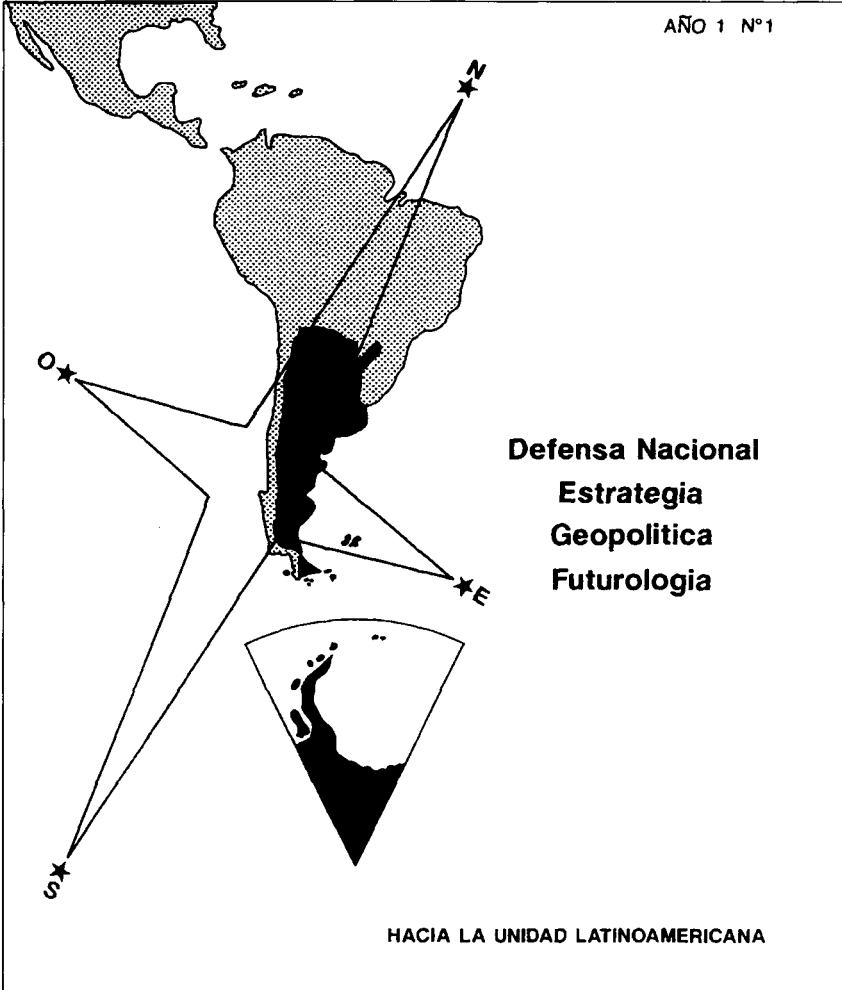 AÑO 1 N°1
N
O
Defensa Nacional
Estrategia
Geopolitica
Futurologia
E
S
HACIA LA UNIDAD LATINOAMERICANA